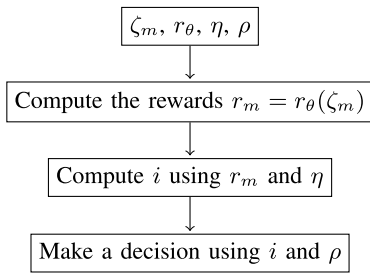 ζ_m, r_θ, η, ρ
Compute the rewards r_m = r_θ(ζ_m)
Compute i using r_m and η
Make a decision using i and ρ